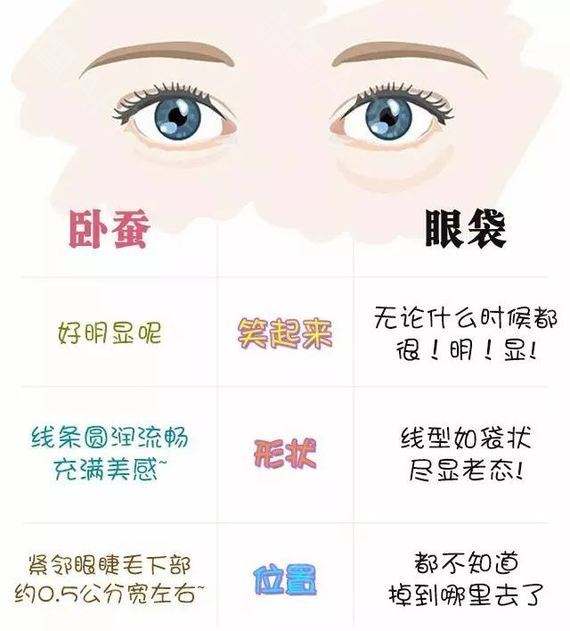 卧蚕
眼袋
好明显呢
笑起来
无论什么时候都
很！明！显！
线条圆润流畅
充满美感~
形状
线型如袋状
尽显老态！
紧邻眼睫毛下部
约0.5公分宽左右~
位置
都不知道
掉到哪里去了